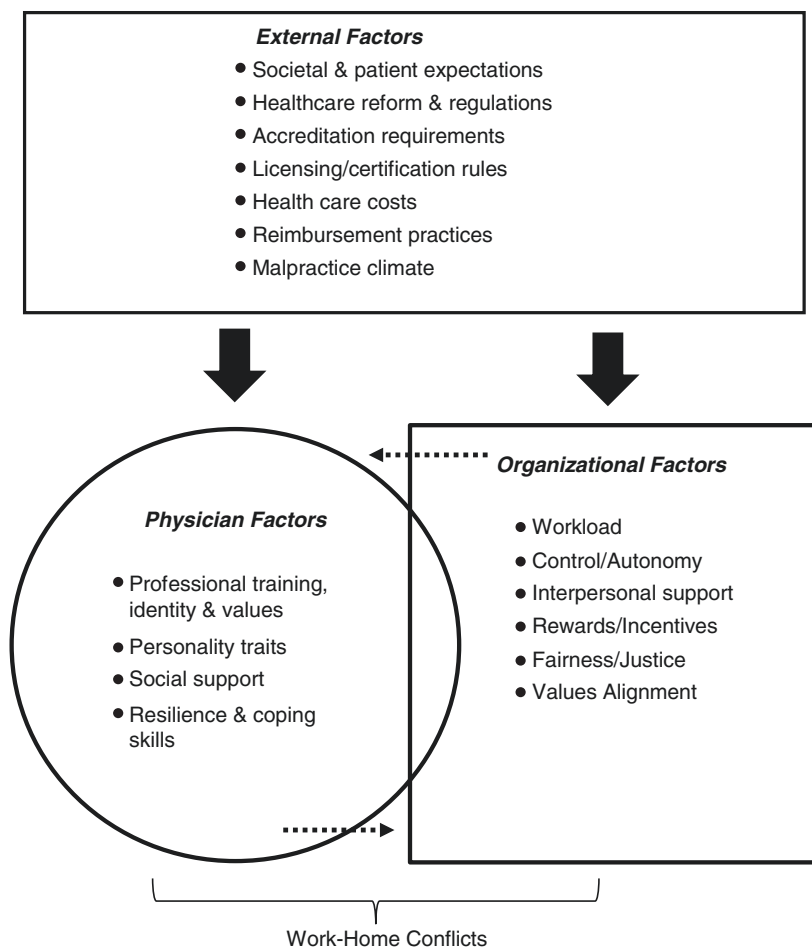 External Factors
● Societal & patient expectations
● Healthcare reform & regulations
● Accreditation requirements
● Licensing/certification rules
● Health care costs
● Reimbursement practices
● Malpractice climate
Physician Factors
● Professional training,
identity & values
● Personality traits
● Social support
● Resilience & coping
skills
Organizational Factors
● Workload
● Control/Autonomy
● Interpersonal support
● Rewards/Incentives
● Fairness/Justice
● Values Alignment
Work-Home Conflicts